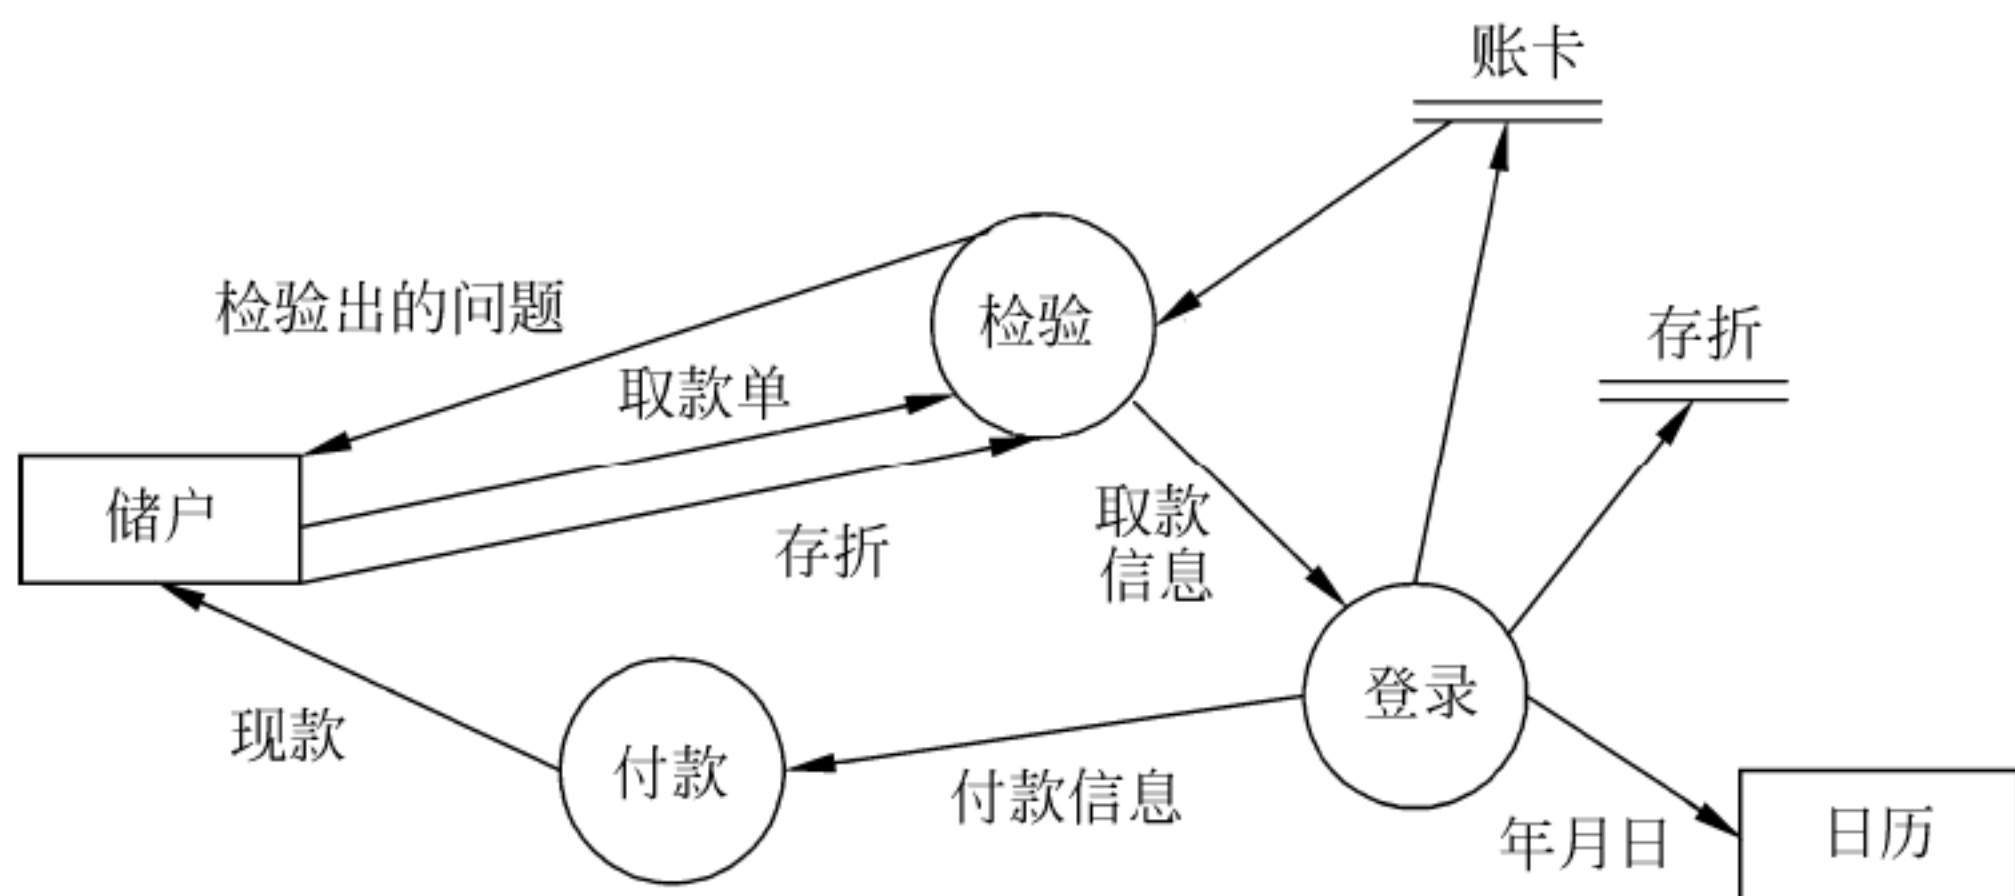 账卡
检验
检验出的问题
存折
取款单
储户
取款
信息
存折
登录
现款
付款
付款信息
年月日
日历